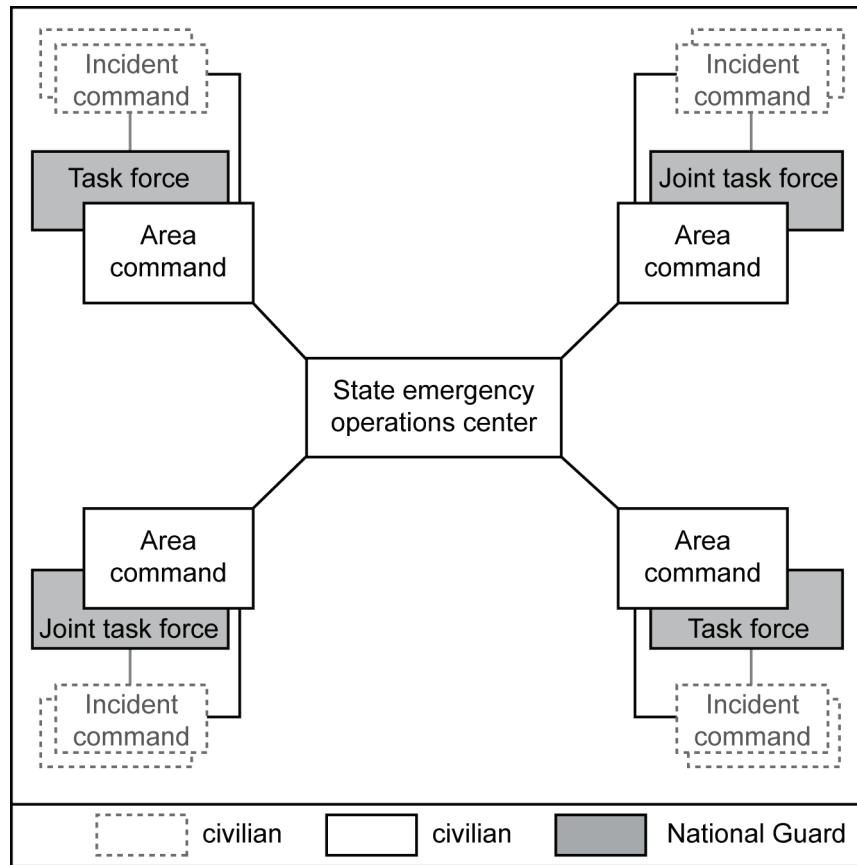 Incident
command
Task force
Area
command
Incident
command
Joint task force
Area
command
State emergency
operations center
Area
command
Joint task force
Incident
command
Area
command
Task force
Incident
command
civilian
civilian
National Guard